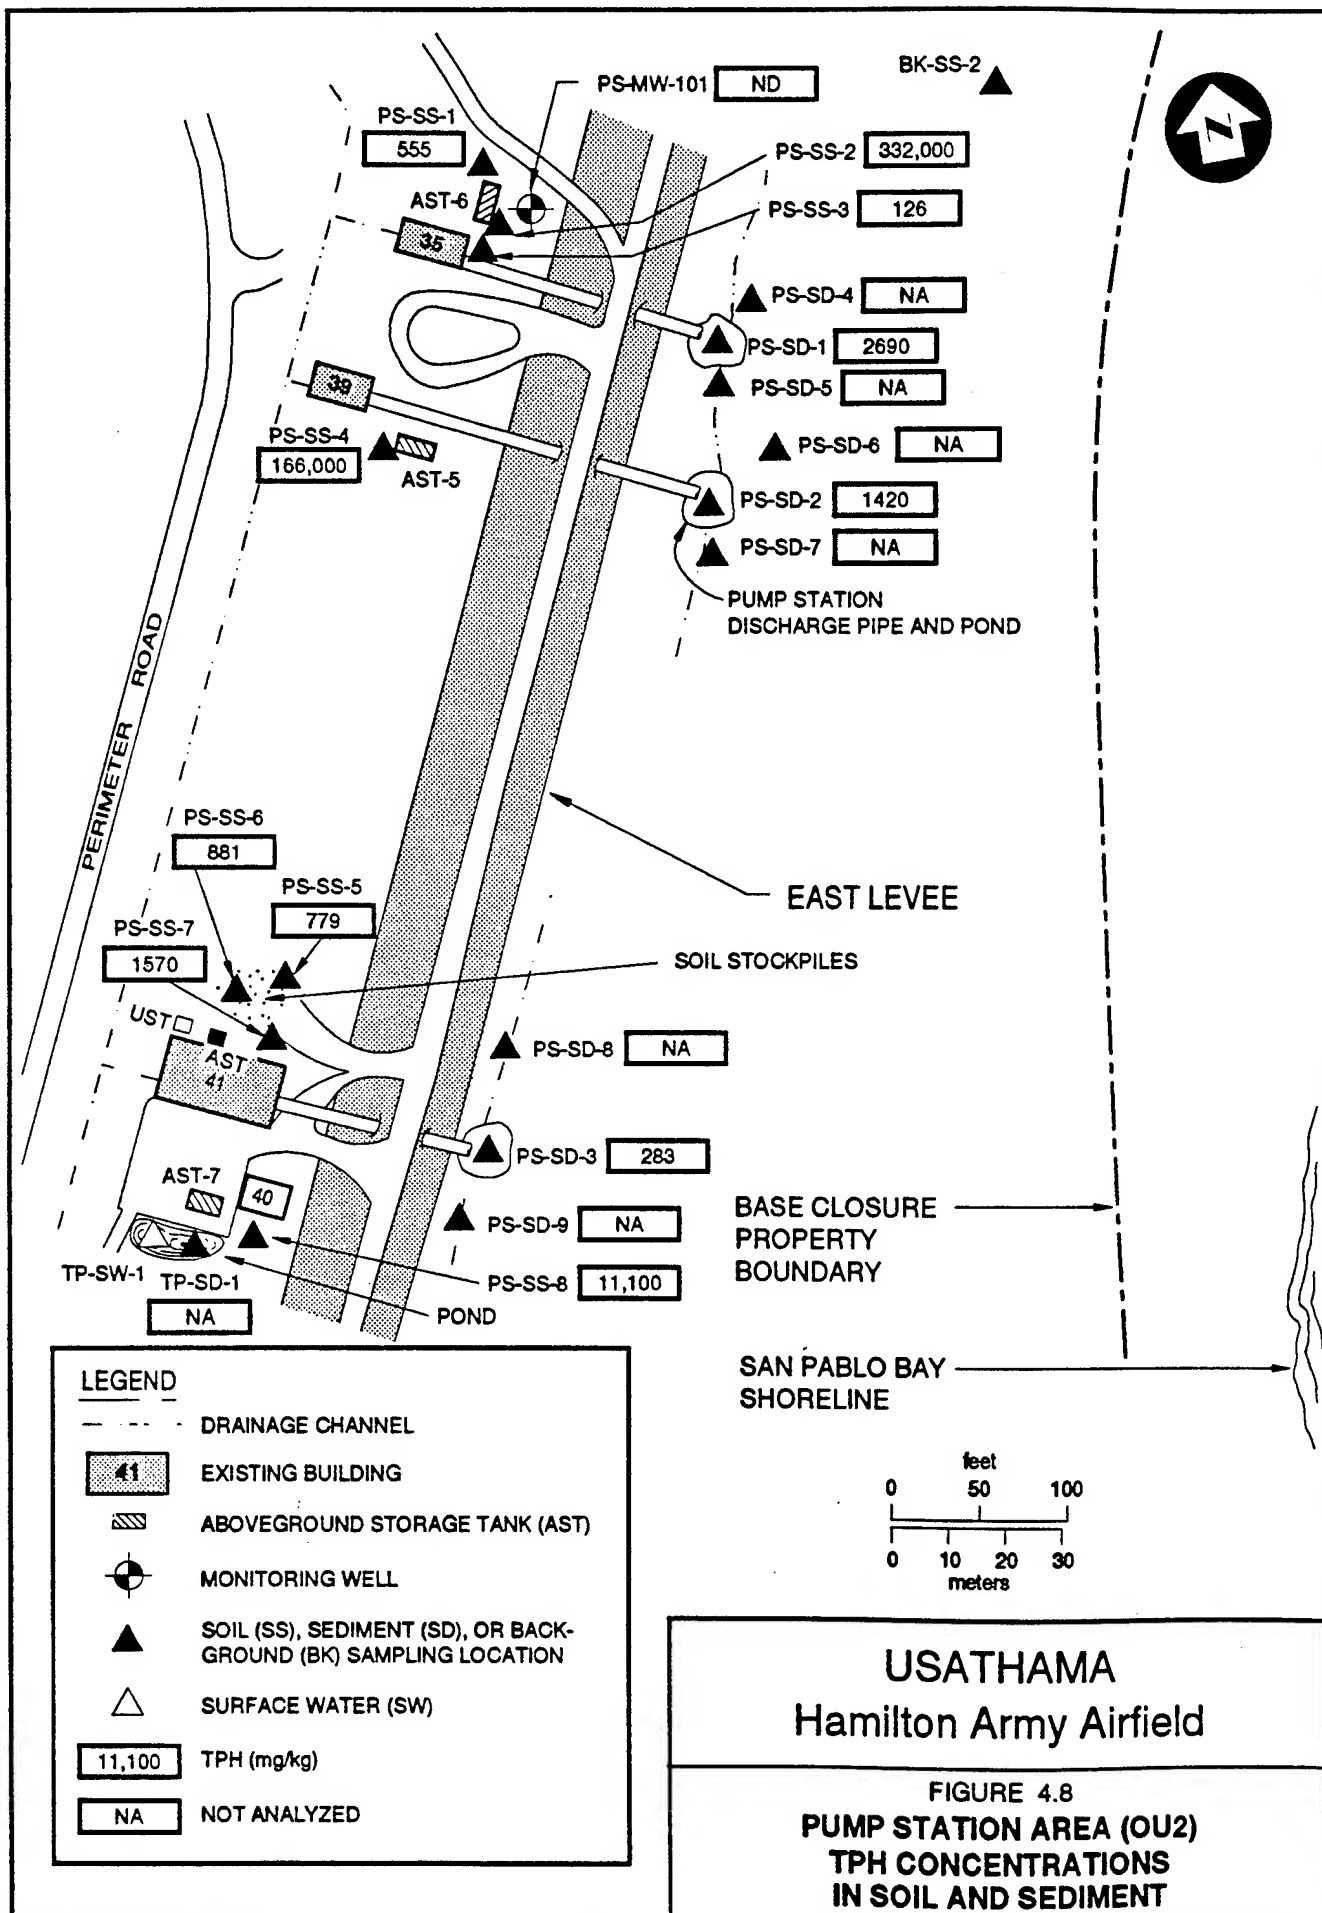 BK-SS-2
PS-MW-101 ND
N
PS-SS-1
555
PS-SS-2 332,000
AST-6
PS-SS-3 126
35
PS-SD-4 NA
PS-SD-1 2690
39
PS-SD-5 NA
PS-SS-4
166,000
AST-5
PS-SD-6 NA
PS-SD-2 1420
PS-SD-7 NA
PUMP STATION
DISCHARGE PIPE AND POND
PERIMETER ROAD
PS-SS-6
881
PS-SS-5
779
EAST LEVEE
PS-SS-7
1570
SOIL STOCKPILES
UST
AST
41
PS-SD-8 NA
PS-SD-3 283
AST-7
40
PS-SD-9 NA
BASE CLOSURE
PROPERTY
BOUNDARY
TP-SW-1
TP-SD-1
NA
PS-SS-8 11,100
POND
SAN PABLO BAY
SHORELINE
LEGEND
DRAINAGE CHANNEL
41 EXISTING BUILDING
ABOVEGROUND STORAGE TANK (AST)
MONITORING WELL
SOIL (SS), SEDIMENT (SD), OR BACK-
GROUND (BK) SAMPLING LOCATION
SURFACE WATER (SW)
11,100 TPH (mg/kg)
NA NOT ANALYZED
feet
0 50 100
0 10 20 30
meters
USATHAMA
Hamilton Army Airfield
FIGURE 4.8
PUMP STATION AREA (OU2)
TPH CONCENTRATIONS
IN SOIL AND SEDIMENT